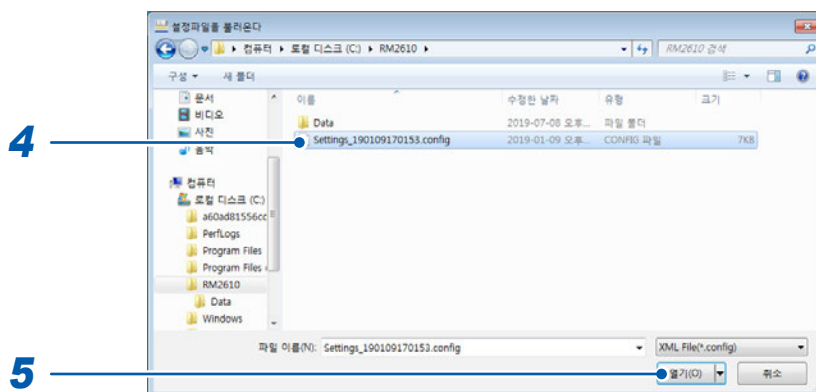 설정파일을 불러온다
컴퓨터 ▸ 로컬 디스크 (C:) ▸ RM2610 ▸
RM2610 검색
구성 새 폴더
이름 수정한 날짜 유형 크기
문서
비디오
사진
음악
Data 2019-07-08 오후... 파일 폴더
4
Settings_190109170153.config 2019-01-09 오후... CONFIG 파일 7KB
컴퓨터
로컬 디스크 (C:)
a60ad81556cc
PerfLogs
Program Files
Program Files
RM2610
Data
Windows
파일 이름(N): Settings_190109170153.config XML File(*.config)
5
열기(O) 취소